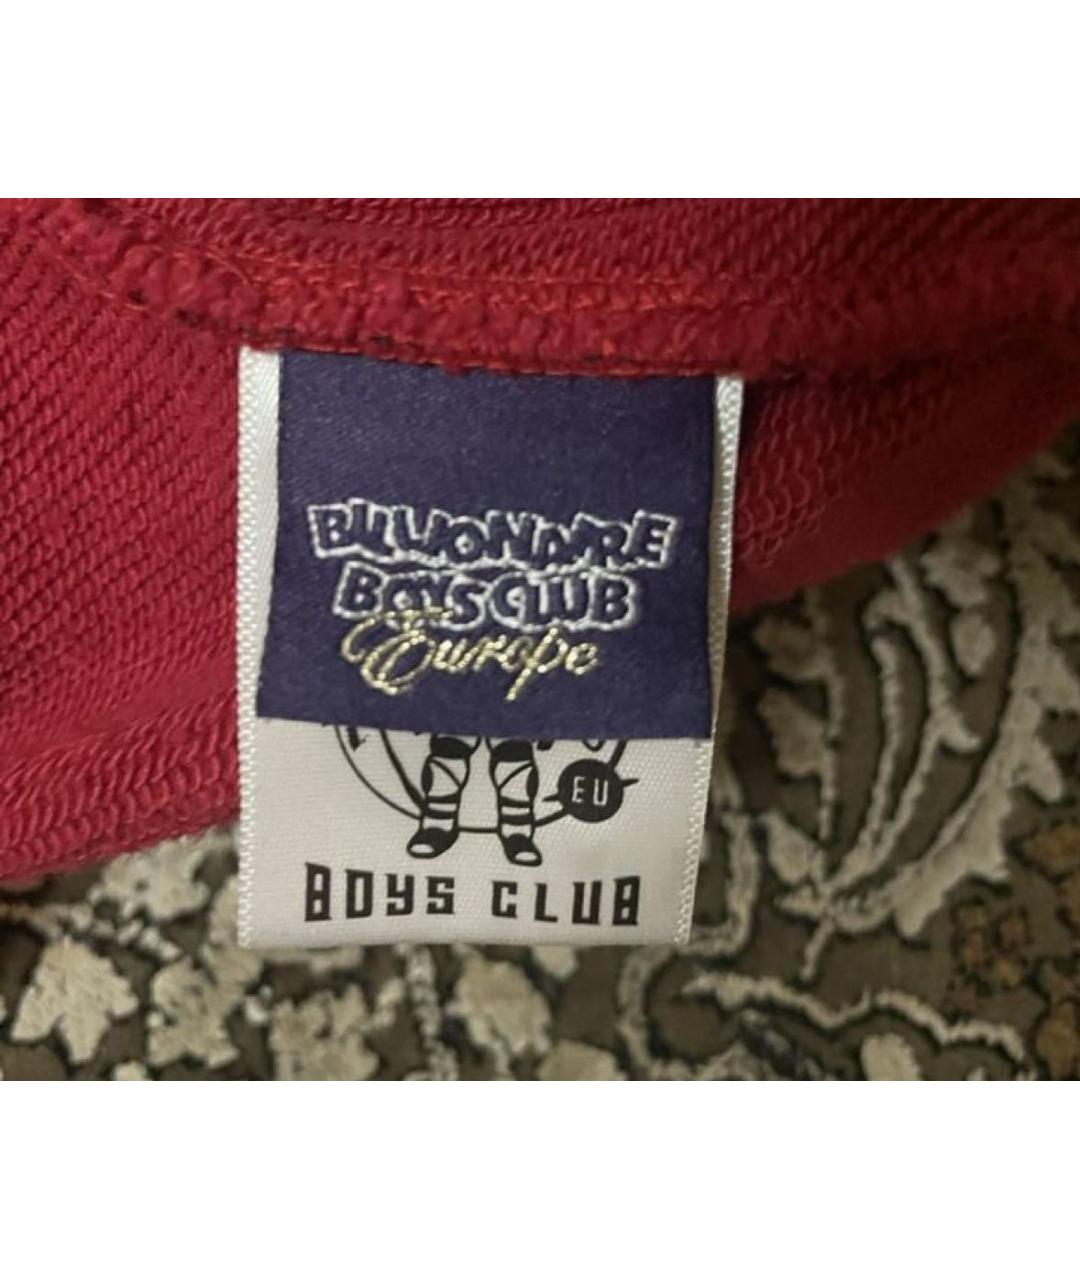 BILLIONAIRE
BOYS CLUB
Europe
EU
BOYS CLUB